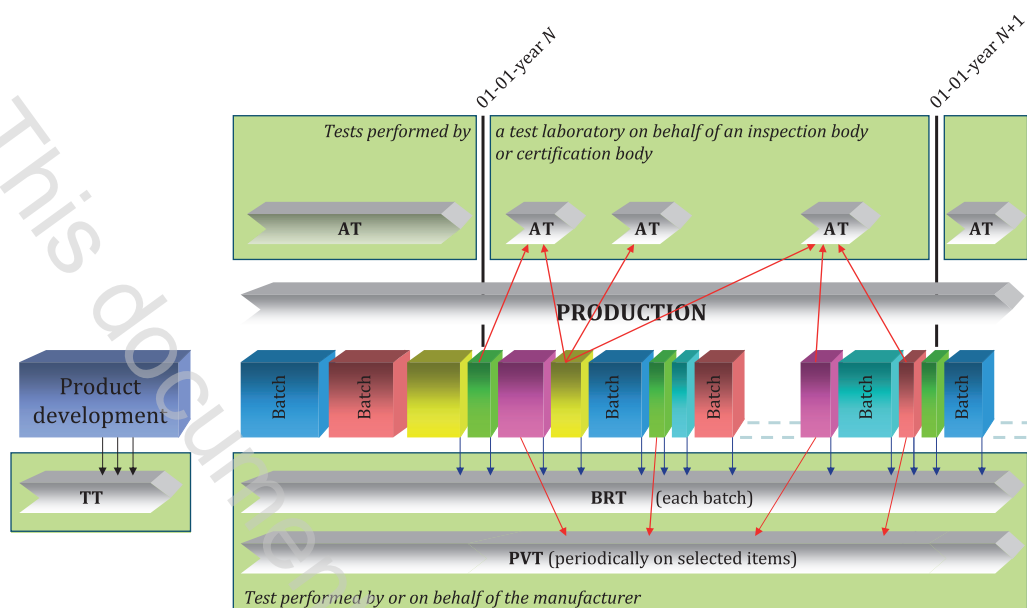 01-01-year N
01-01-year N+1
Tests performed by
a test laboratory on behalf of an inspection body
or certification body
AT
AT
AT
AT
AT
PRODUCTION
Product
development
Batch
Batch
Batch
Batch
Batch
Batch
TT
BRT (each batch)
PVT (periodically on selected items)
Test performed by or on behalf of the manufacturer
This documen